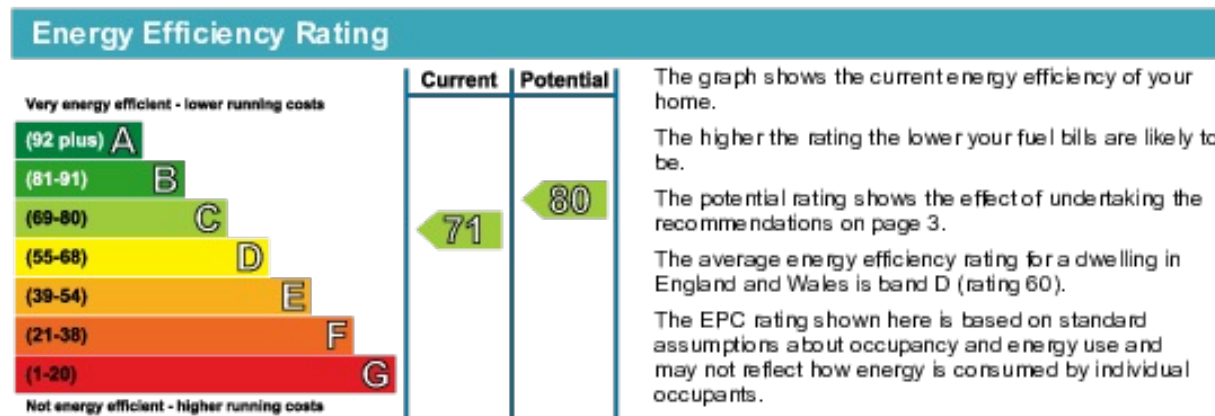 Energy Efficiency Rating
Current Potential
Very energy efficient - lower running costs
(92 plus) A
(81-91) B
(69-80) C
(55-68) D
(39-54) E
(21-38) F
(1-20) G
Not energy efficient - higher running costs
71
80
The graph shows the current energy efficiency of your
home.
The higher the rating the lower your fuel bills are likely to
be.
The potential rating shows the effect of undertaking the
recommendations on page 3.
The average energy efficiency rating for a dwelling in
England and Wales is band D (rating 60).
The EPC rating shown here is based on standard
assumptions about occupancy and energy use and
may not reflect how energy is consumed by individual
occupants.